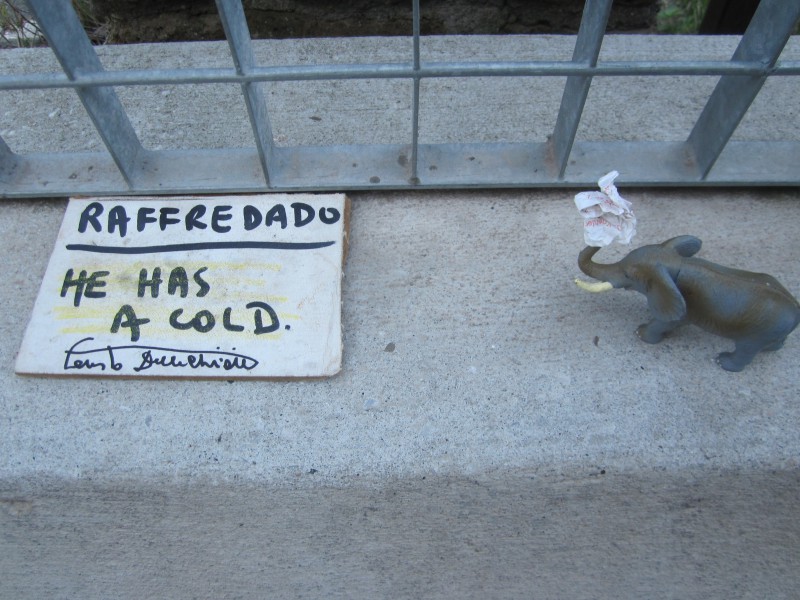 RAFFREDADO
HE HAS
A COLD.